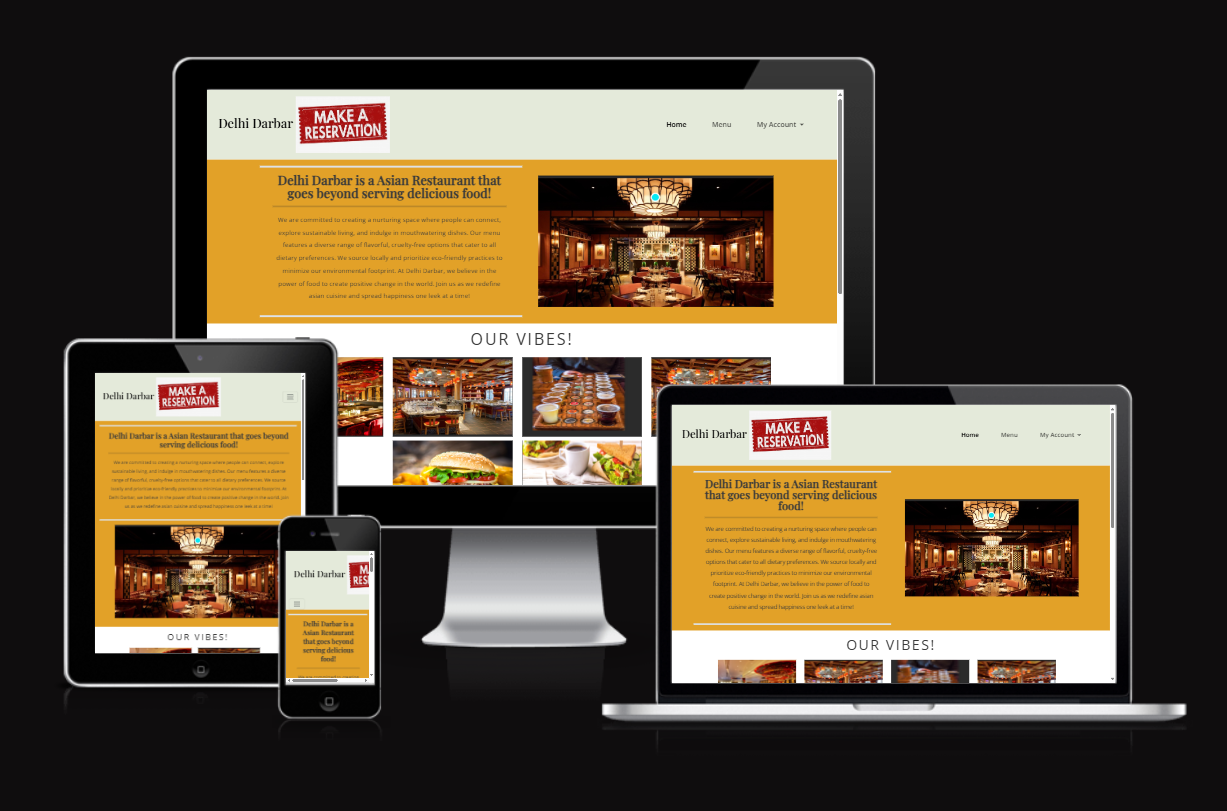 Delhi Darbar
MAKE A
RESERVATION
Home
Menu
My Account
Delhi Darbar is a Asian Restaurant that
goes beyond serving delicious food!
We are committed to creating a nurturing space where people can connect,
explore sustainable living, and indulge in mouthwatering dishes. Our menu
features a diverse range of flavorful, cruelty-free options that cater to all
dietary preferences. We source locally and prioritize eco-friendly practices to
minimize our environmental footprint. At Delhi Darbar, we believe in the
power of food to create positive change in the world. Join us as we redefine
asian cuisine and spread happiness one leek at a time!
OUR VIBES!
Delhi Darbar
MAKE A
RESERVATION
Delhi Darbar is a Asian Restaurant that goes beyond
serving delicious food!
We are committed to creating a nurturing space where people can connect, explore
sustainable living, and indulge in mouthwatering dishes. Our menu features a diverse
range of flavorful, cruelty-free options that cater to all dietary preferences. We source
locally and prioritize eco-friendly practices to minimize our environmental footprint. At
Delhi Darbar, we believe in the power of food to create positive change in the world. Join
us as we redefine asian cuisine and spread happiness one leek at a time!
OUR VIBES!
Delhi Darbar
M
RES
Delhi Darbar is a
Asian Restaurant
that goes beyond
serving delicious
food!
We are committed to creating
Delhi Darbar
MAKE A
RESERVATION
Home
Menu
My Account
Delhi Darbar is a Asian Restaurant
that goes beyond serving delicious
food!
We are committed to creating a nurturing space where people can
connect, explore sustainable living, and indulge in mouthwatering
dishes. Our menu features a diverse range of flavorful, cruelty-free
options that cater to all dietary preferences. We source locally and
prioritize eco-friendly practices to minimize our environmental
footprint. At Delhi Darbar, we believe in the power of food to
create positive change in the world. Join us as we redefine asian
cuisine and spread happiness one leek at a time!
OUR VIBES!